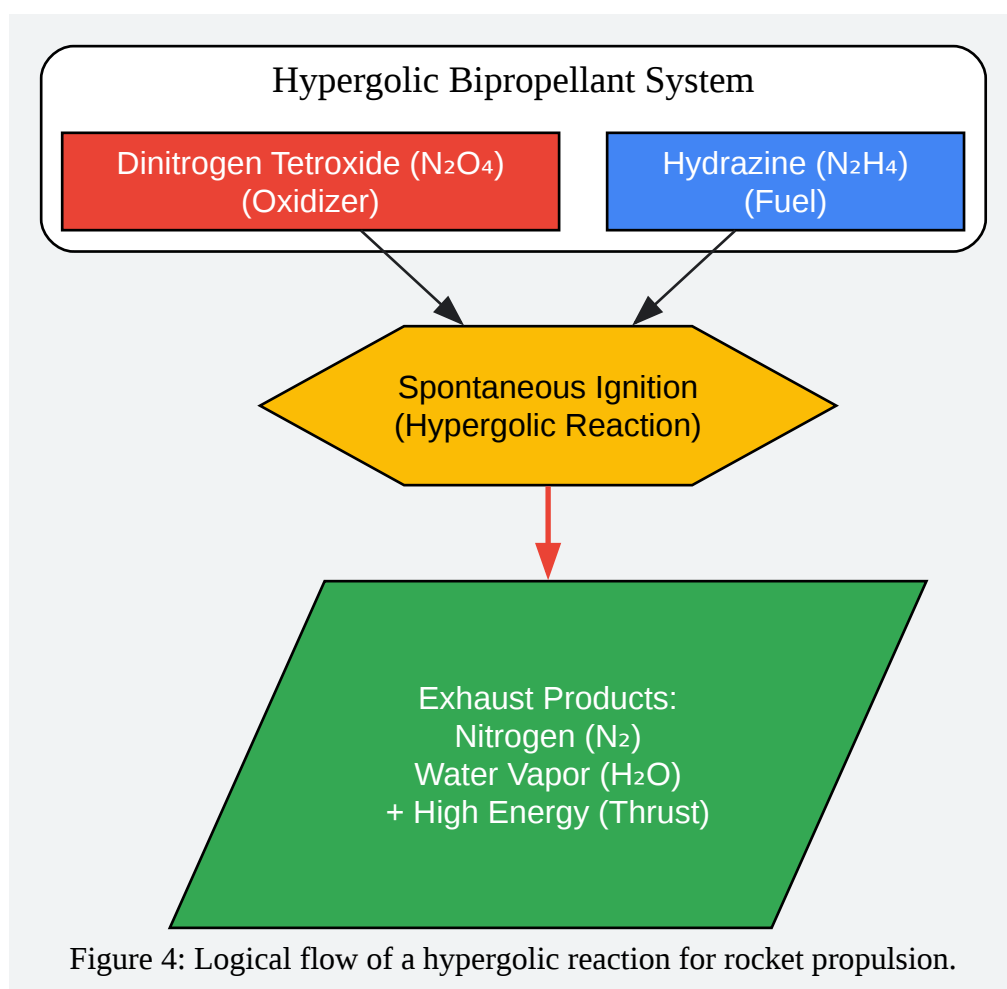 Hypergolic Bipropellant System
Dinitrogen Tetroxide (N₂O₄)
(Oxidizer)
Hydrazine (N₂H₄)
(Fuel)
Spontaneous Ignition
(Hypergolic Reaction)
Exhaust Products:
Nitrogen (N₂)
Water Vapor (H₂O)
+ High Energy (Thrust)
Figure 4: Logical flow of a hypergolic reaction for rocket propulsion.